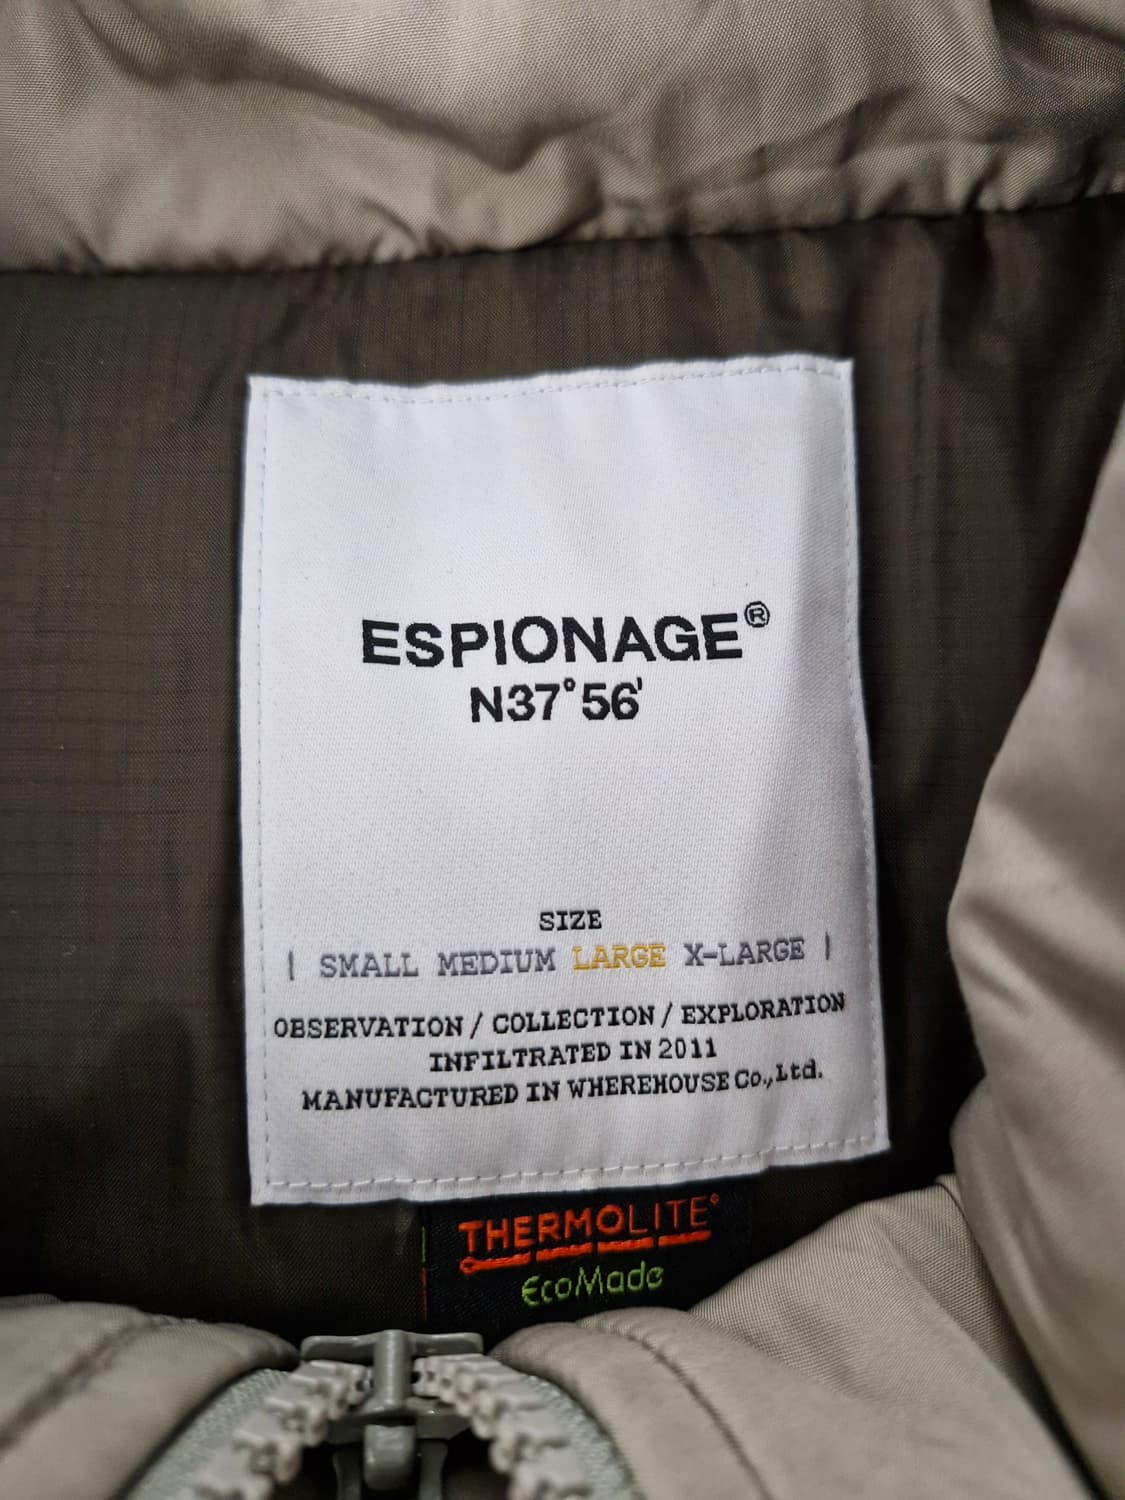 ESPIONAGE®
N37°56'
SIZE
| SMALL MEDIUM LARGE X-LARGE |
OBSERVATION / COLLECTION / EXPLORATION
INFILTRATED IN 2011
MANUFACTURED IN WHEREHOUSE Co.,Ltd.
THERMOLITE®
EcoMade